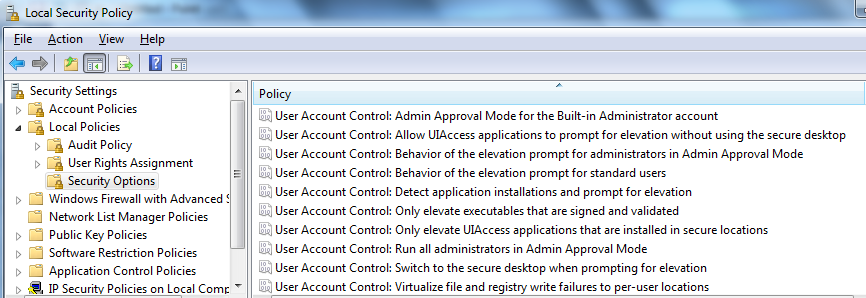 Local Security Policy
File Action View Help
Security Settings
Account Policies
Local Policies
Audit Policy
User Rights Assignment
Security Options
Windows Firewall with Advanced S
Network List Manager Policies
Public Key Policies
Software Restriction Policies
Application Control Policies
IP Security Policies on Local Comp
Policy
User Account Control: Admin Approval Mode for the Built-in Administrator account
User Account Control: Allow UIAccess applications to prompt for elevation without using the secure desktop
User Account Control: Behavior of the elevation prompt for administrators in Admin Approval Mode
User Account Control: Behavior of the elevation prompt for standard users
User Account Control: Detect application installations and prompt for elevation
User Account Control: Only elevate executables that are signed and validated
User Account Control: Only elevate UIAccess applications that are installed in secure locations
User Account Control: Run all administrators in Admin Approval Mode
User Account Control: Switch to the secure desktop when prompting for elevation
User Account Control: Virtualize file and registry write failures to per-user locations